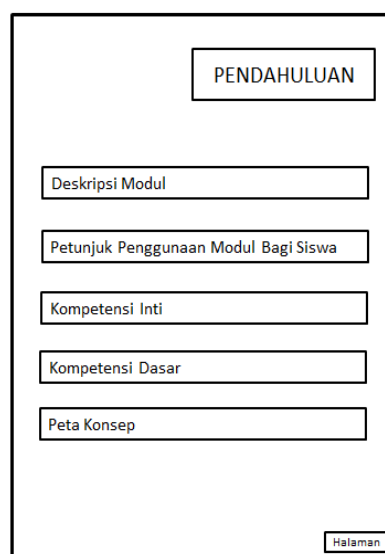 PENDAHULUAN
Deskripsi Modul
Petunjuk Penggunaan Modul Bagi Siswa
Kompetensi Inti
Kompetensi Dasar
Peta Konsep
Halaman